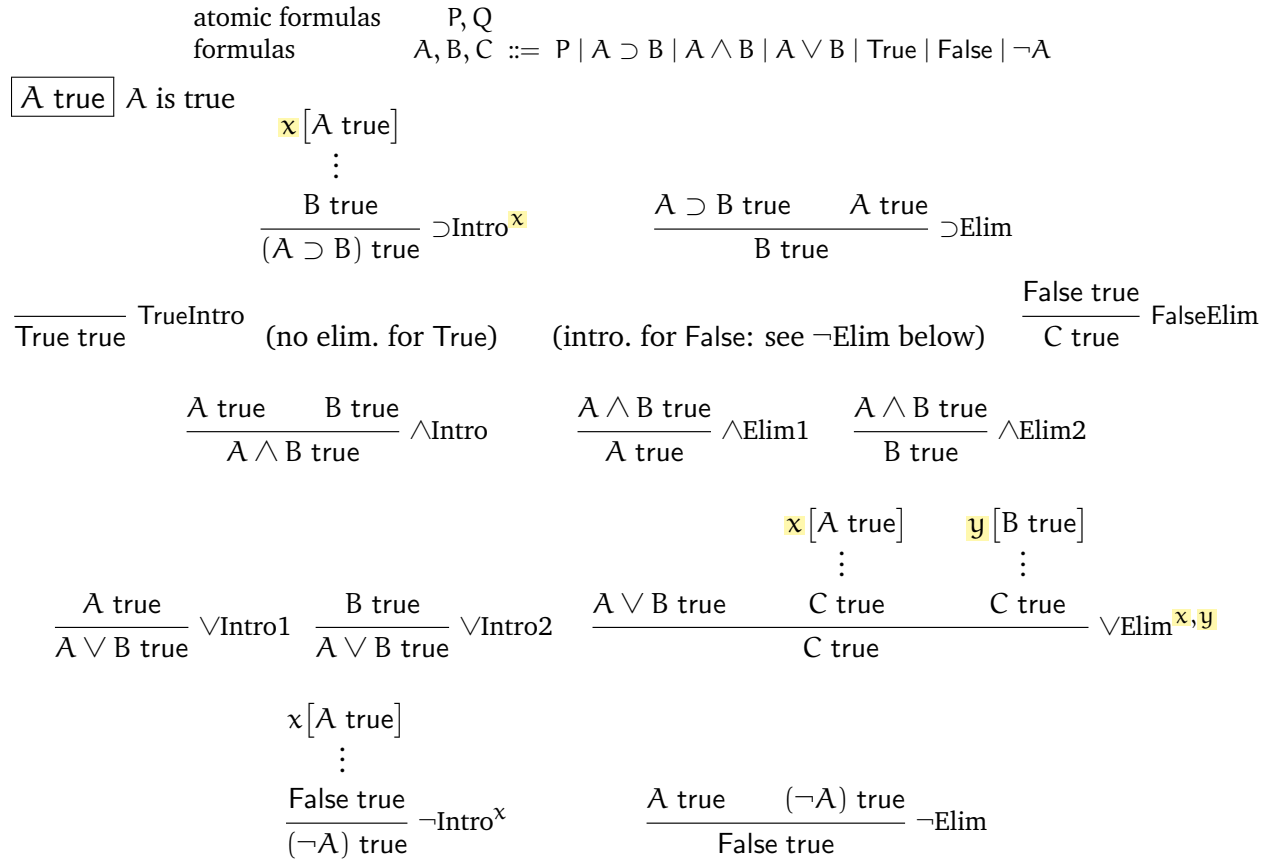 atomic formulas P, Q
formulas A, B, C ::= P | A ⊃ B | A ∧ B | A ∨ B | True | False | ¬A
A true A is true
x[A true]
⋮
B true
(A ⊃ B) true ⊃Intro^x
A ⊃ B true A true
B true ⊃Elim
True true TrueIntro
(no elim. for True)
(intro. for False: see ¬Elim below)
False true
C true FalseElim
A true B true
A ∧ B true ∧Intro
A ∧ B true
A true ∧Elim1
A ∧ B true
B true ∧Elim2
A true
A ∨ B true ∨Intro1
B true
A ∨ B true ∨Intro2
x[A true] y[B true]
⋮ ⋮
A ∨ B true C true C true
C true ∨Elim^x,y
x[A true]
⋮
False true
(¬A) true ¬Intro^x
A true (¬A) true
False true ¬Elim